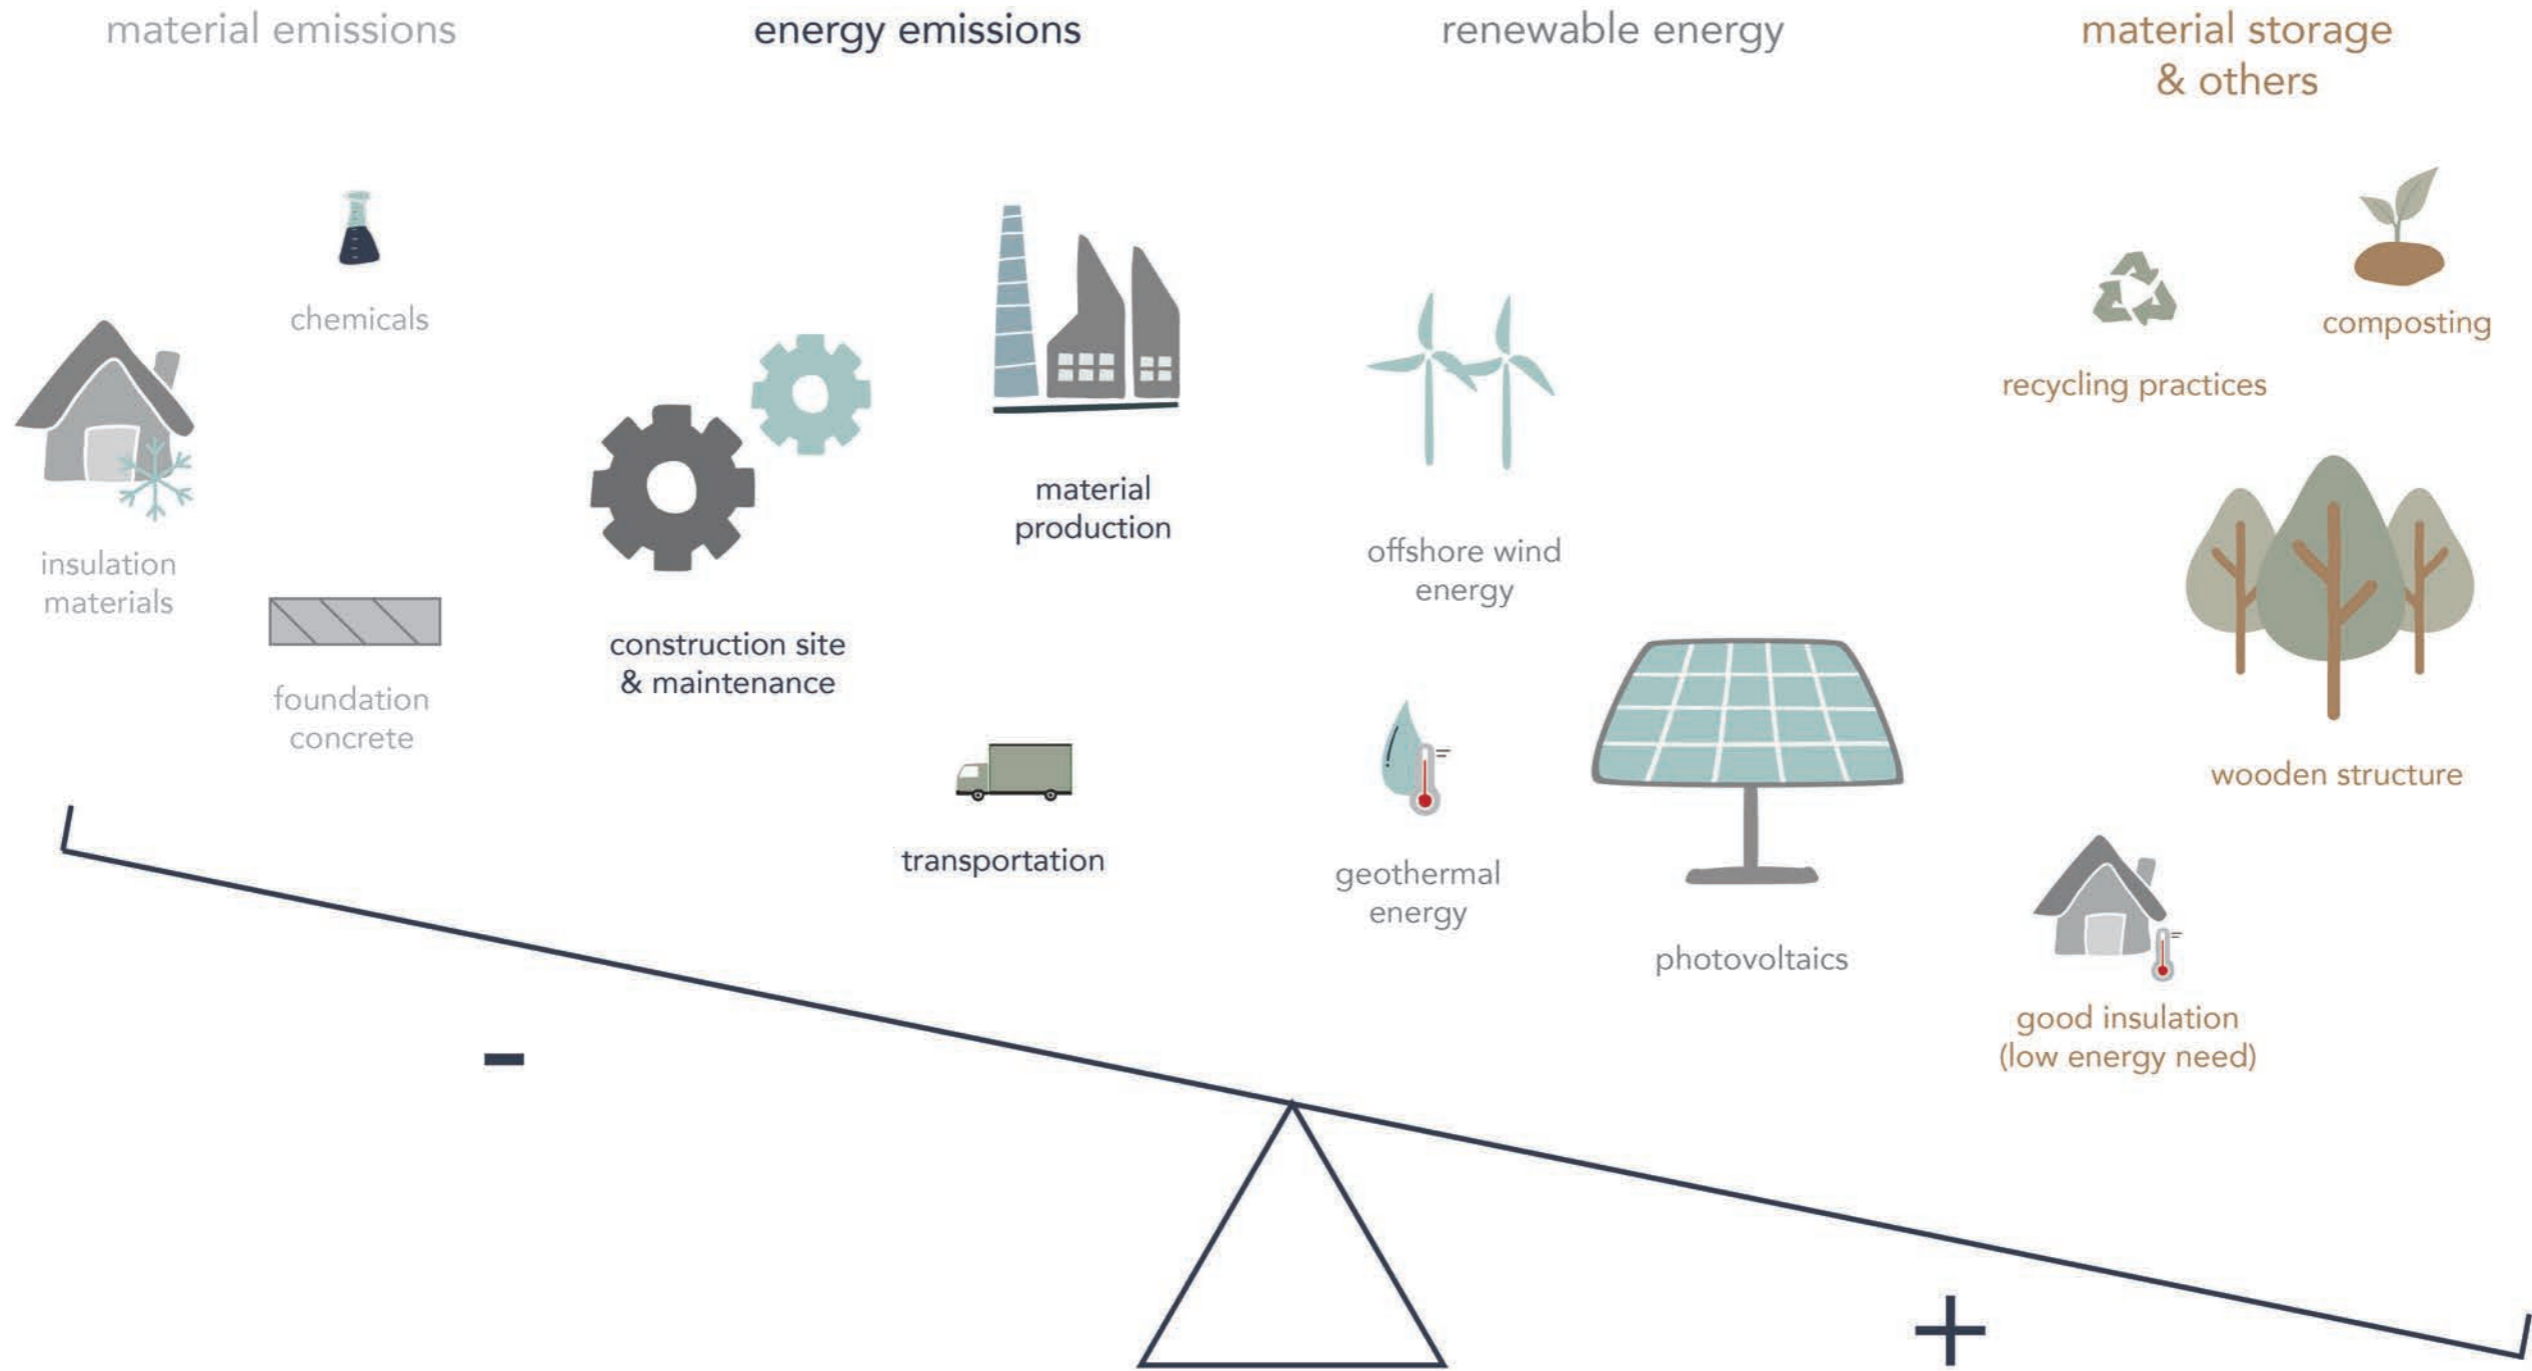 material emissions
energy emissions
renewable energy
material storage
& others
chemicals
insulation
materials
foundation
concrete
construction site
& maintenance
material
production
transportation
offshore wind
energy
geothermal
energy
photovoltaics
recycling practices
composting
wooden structure
good insulation
(low energy need)
-
+